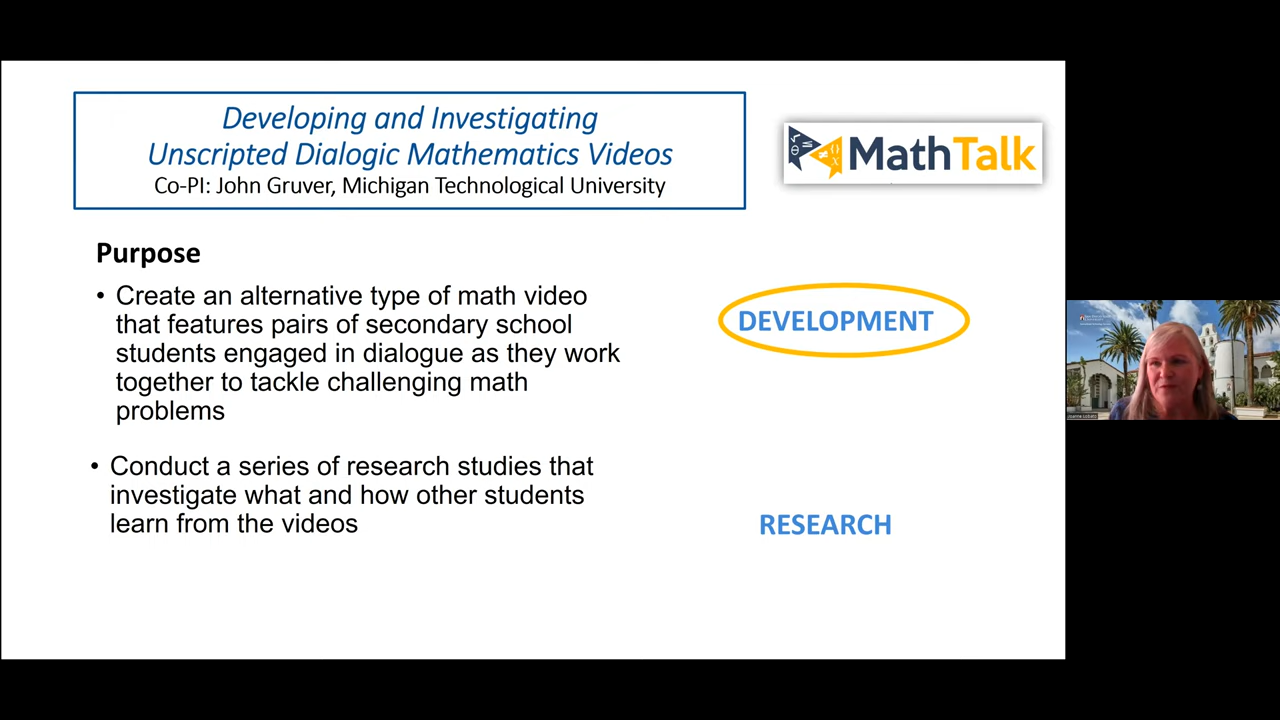 Developing and Investigating
Unscripted Dialogic Mathematics Videos
Co-PI: John Gruver, Michigan Technological University
MathTalk
Purpose
• Create an alternative type of math video
that features pairs of secondary school
students engaged in dialogue as they work
together to tackle challenging math
problems
DEVELOPMENT
• Conduct a series of research studies that
investigate what and how other students
learn from the videos
RESEARCH
Joanne Lobato